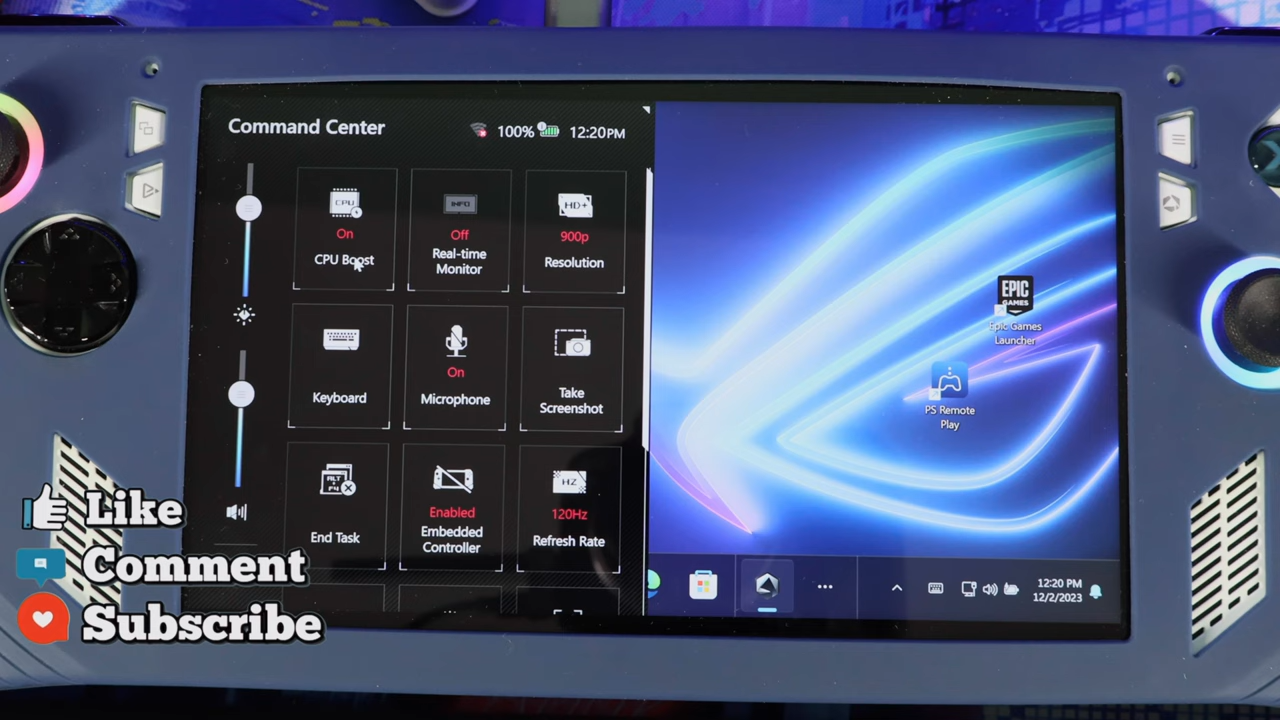 Command Center
100%
12:20PM
CPU
On
CPU Boost
INFO
Off
Real-time
Monitor
HD+
900p
Resolution
Keyboard
On
Microphone
Take
Screenshot
ALT
+
F4
End Task
Enabled
Embedded
Controller
HZ
120Hz
Refresh Rate
EPIC
GAMES
Epic Games
Launcher
PS Remote
Play
12:20 PM
12/2/2023
Like
Comment
Subscribe